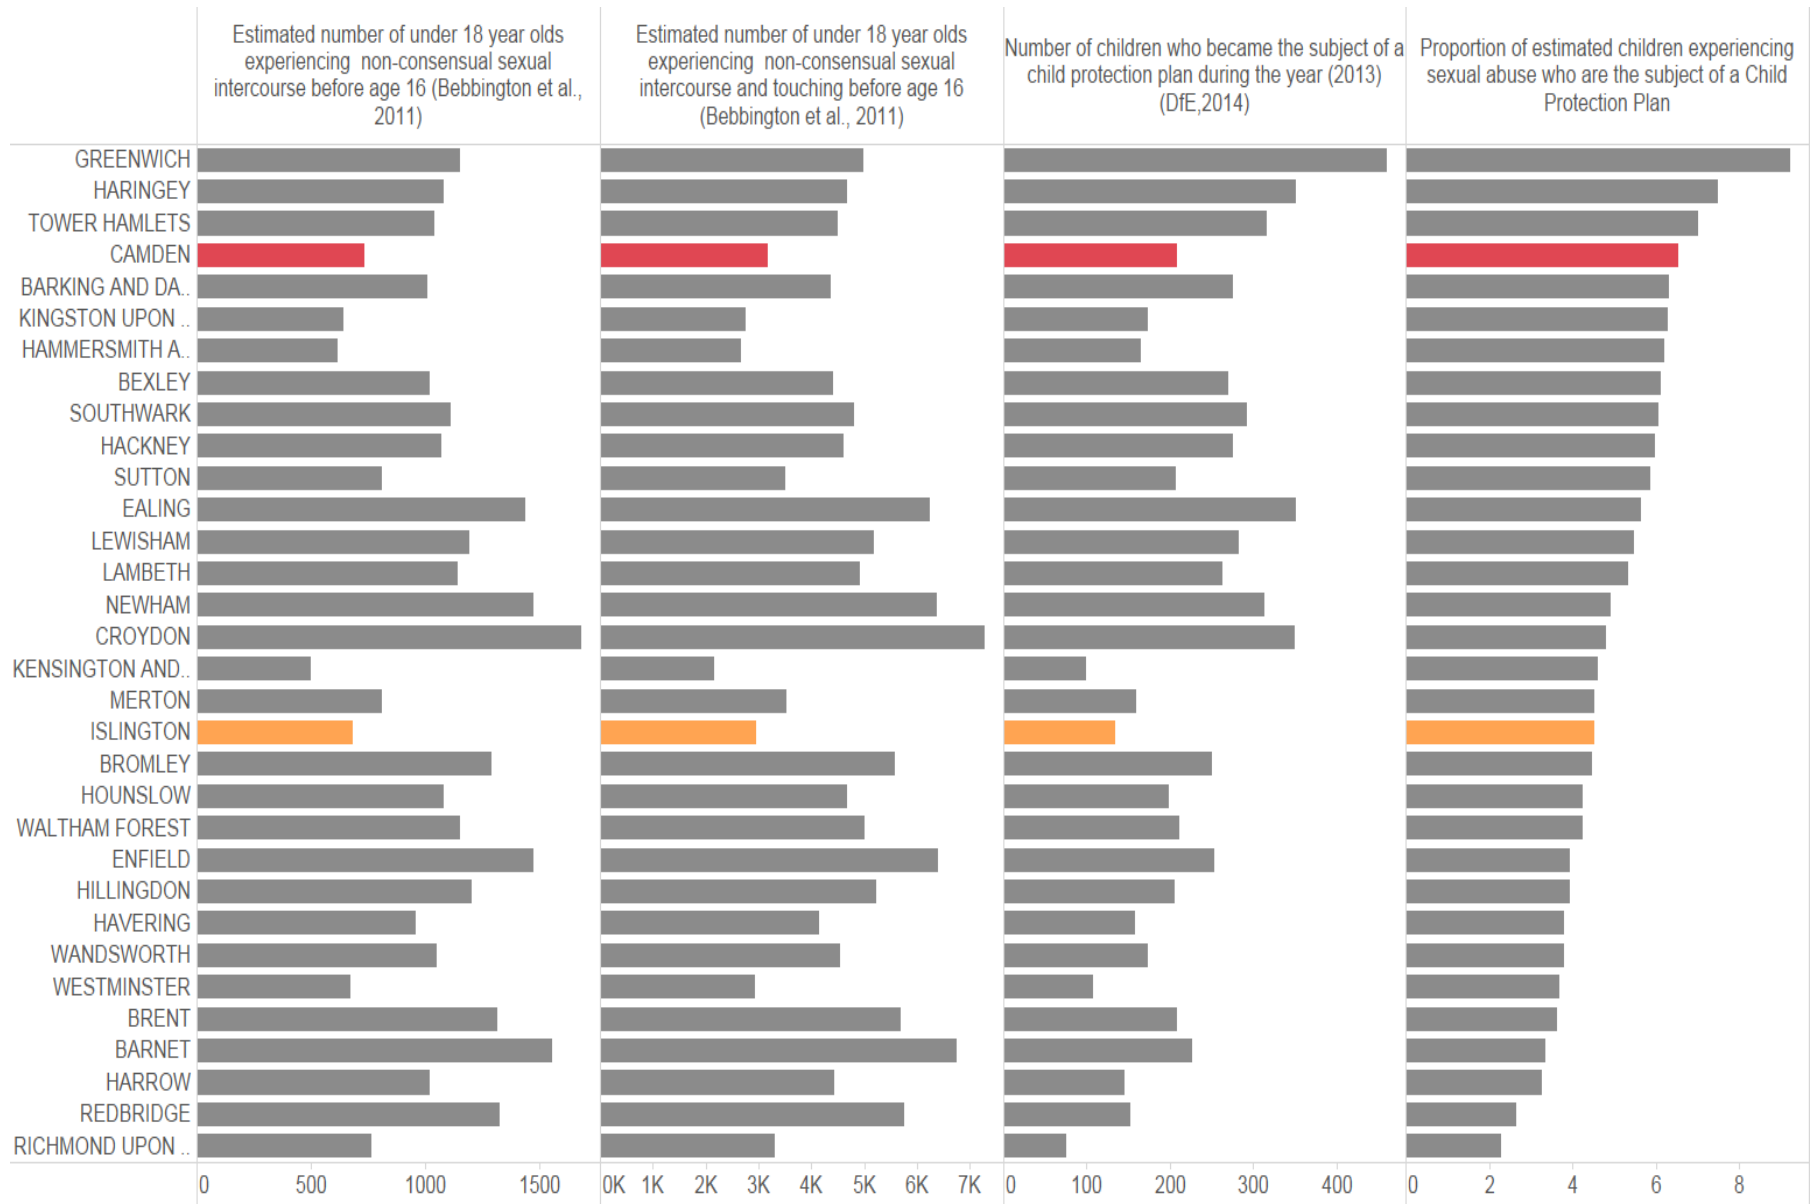 Estimated number of under 18 year olds
experiencing non-consensual sexual
intercourse before age 16 (Bebbington et al.,
2011)
Estimated number of under 18 year olds
experiencing non-consensual sexual
intercourse and touching before age 16
(Bebbington et al., 2011)
Number of children who became the subject of a
child protection plan during the year (2013)
(DfE,2014)
Proportion of estimated children experiencing
sexual abuse who are the subject of a Child
Protection Plan
GREENWICH
HARINGEY
TOWER HAMLETS
CAMDEN
BARKING AND DA..
KINGSTON UPON ..
HAMMERSMITH A..
BEXLEY
SOUTHWARK
HACKNEY
SUTTON
EALING
LEWISHAM
LAMBETH
NEWHAM
CROYDON
KENSINGTON AND..
MERTON
ISLINGTON
BROMLEY
HOUNSLOW
WALTHAM FOREST
ENFIELD
HILLINGDON
HAVERING
WANDSWORTH
WESTMINSTER
BRENT
BARNET
HARROW
REDBRIDGE
RICHMOND UPON ..
0 500 1000 1500
0K 1K 2K 3K 4K 5K 6K 7K
0 100 200 300 400
0 2 4 6 8